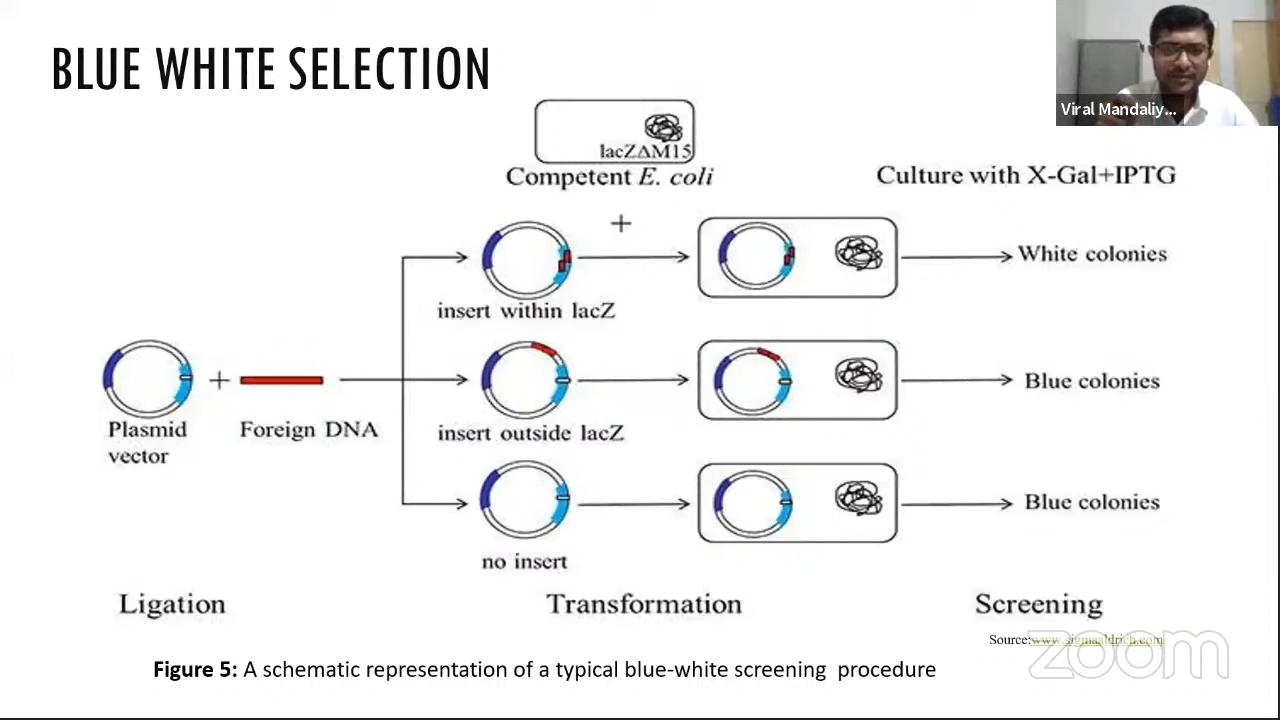 BLUE WHITE SELECTION
Viral Mandaliy...
lacZΔM15
Competent E. coli
Culture with X-Gal+IPTG
+
White colonies
insert within lacZ
+
Blue colonies
Plasmid
vector
Foreign DNA
insert outside lacZ
Blue colonies
no insert
Ligation
Transformation
Screening
Source:www.sigmaaldrich.com
zoom
Figure 5: A schematic representation of a typical blue-white screening procedure